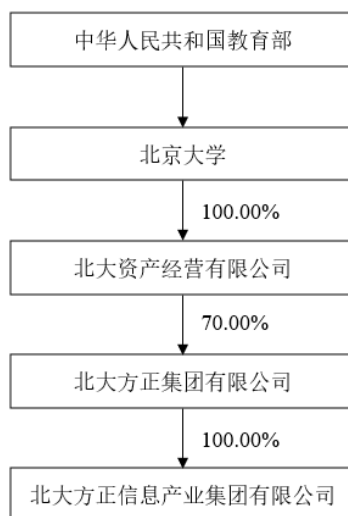 中华人民共和国教育部
北京大学
100.00%
北大资产经营有限公司
70.00%
北大方正集团有限公司
100.00%
北大方正信息产业集团有限公司